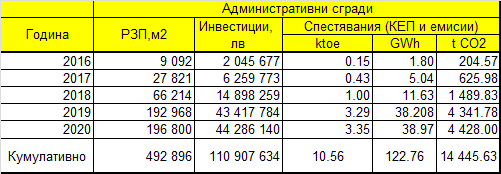 Административни сгради
Година РЗП,м2 Инвестиции, лв Спестявания (КЕП и емисии)
ktoe GWh t CO2
2016 9 092 2 045 677 0.15 1.80 204.57
2017 27 821 6 259 773 0.43 5.04 625.98
2018 66 214 14 898 259 1.00 11.63 1 489.83
2019 192 968 43 417 784 3.29 38.208 4 341.78
2020 196 800 44 286 140 3.35 38.97 4 428.00
Кумулативно 492 896 110 907 634 10.56 122.76 14 445.63